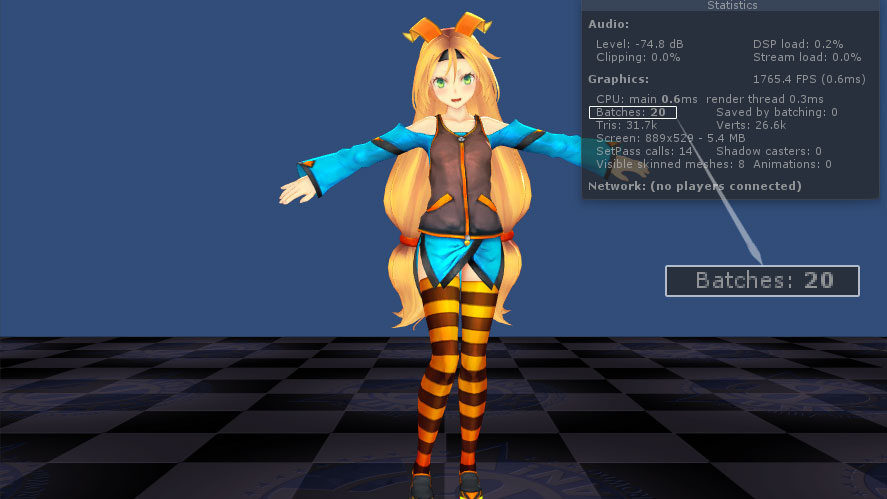 Statistics
Audio:
Level: -74.8 dB DSP load: 0.2%
Clipping: 0.0% Stream load: 0.0%
Graphics: 1765.4 FPS (0.6ms)
CPU: main 0.6ms render thread 0.3ms
Batches: 20 Saved by batching: 0
Tris: 31.7k Verts: 26.6k
Screen: 889x529 - 5.4 MB
SetPass calls: 14 Shadow casters: 0
Visible skinned meshes: 8 Animations: 0
Network: (no players connected)
Batches: 20